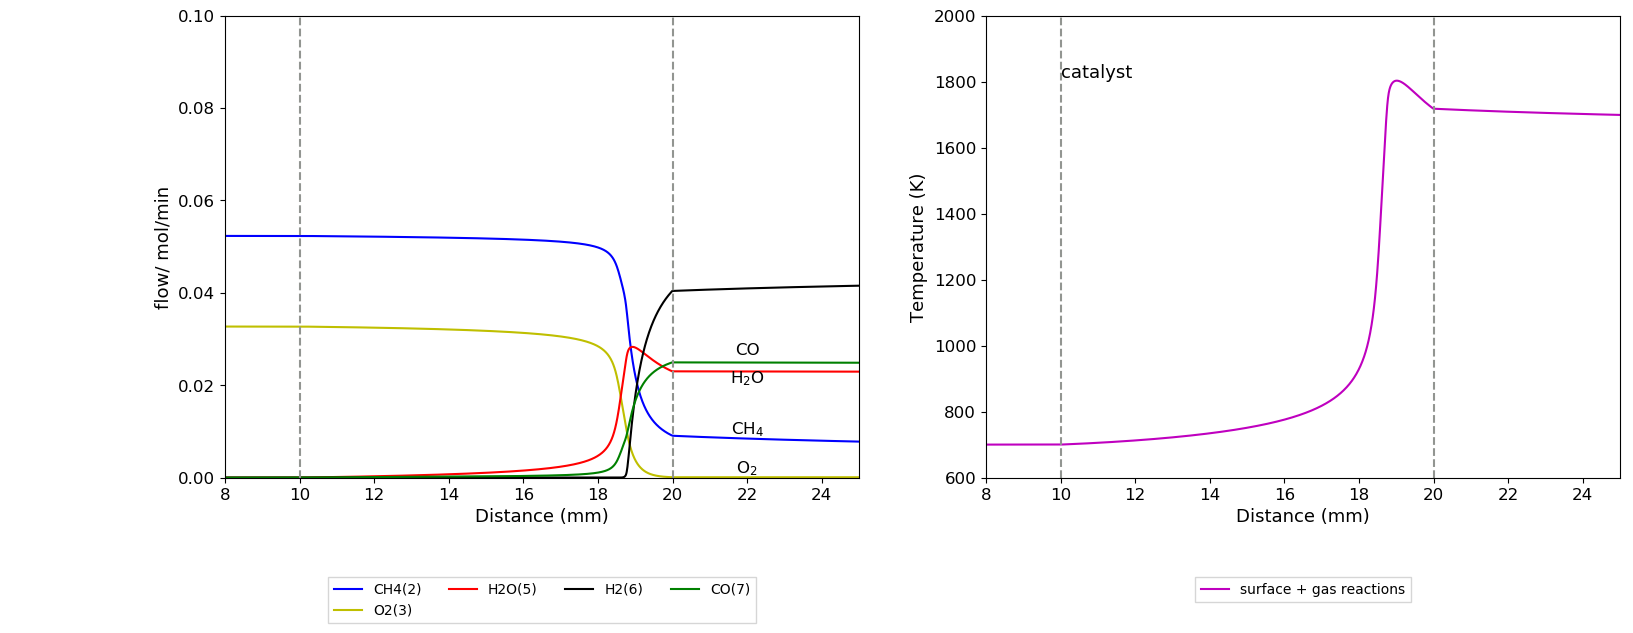 0.10
0.08
0.06
0.04
0.02
0.00
flow/ mol/min
CO
H₂O
CH₄
O₂
8 10 12 14 16 18 20 22 24
Distance (mm)
CH4(2) H2O(5) H2(6) CO(7)
O2(3)
2000
1800
1600
1400
1200
1000
800
600
Temperature (K)
catalyst
8 10 12 14 16 18 20 22 24
Distance (mm)
surface + gas reactions